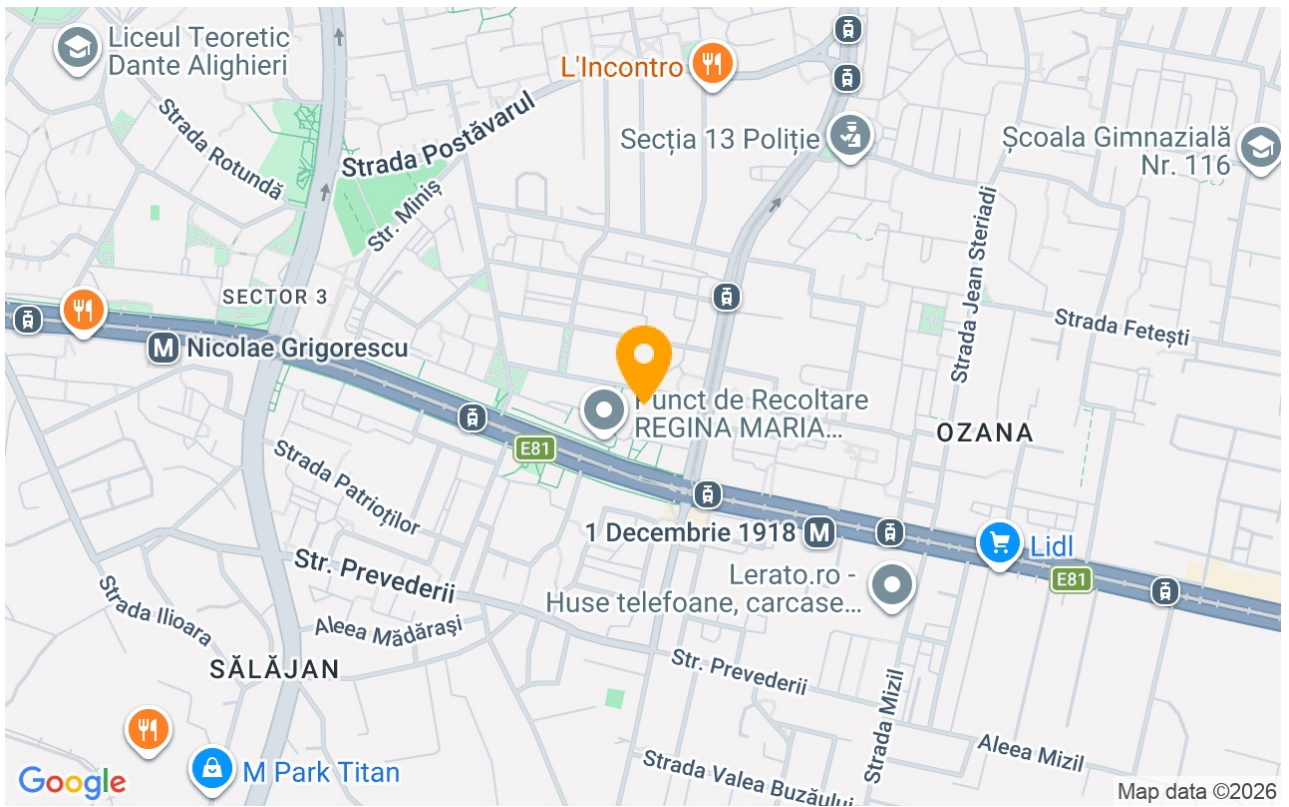 Liceul Teoretic
Dante Alighieri
L'Incontro
Strada Postăvarul
Strada Rotundă
Secția 13 Poliție
Școala Gimnazială
Nr. 116
Str. Miniș
Strada Jean Steriadi
SECTOR 3
Strada Fetești
M Nicolae Grigorescu
Punct de Recoltare
REGINA MARIA...
OZANA
E81
Strada Patrioților
1 Decembrie 1918 M
Lidl
E81
Str. Prevederii
Lerato.ro -
Huse telefoane, carcase...
Strada Ilioara
Aleea Mădărași
SĂLĂJAN
Str. Prevederii
Strada Mizil
Aleea Mizil
M Park Titan
Strada Valea Buzăului
Google
Map data ©2026